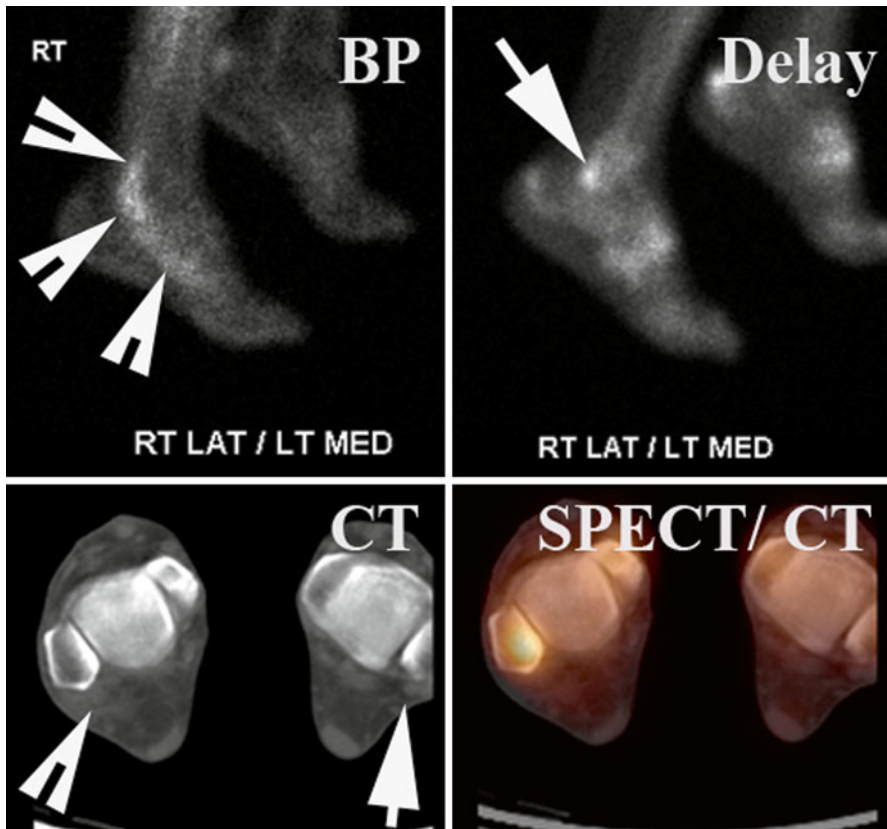 RT
BP
RT LAT / LT MED
Delay
RT LAT / LT MED
CT
SPECT/ CT